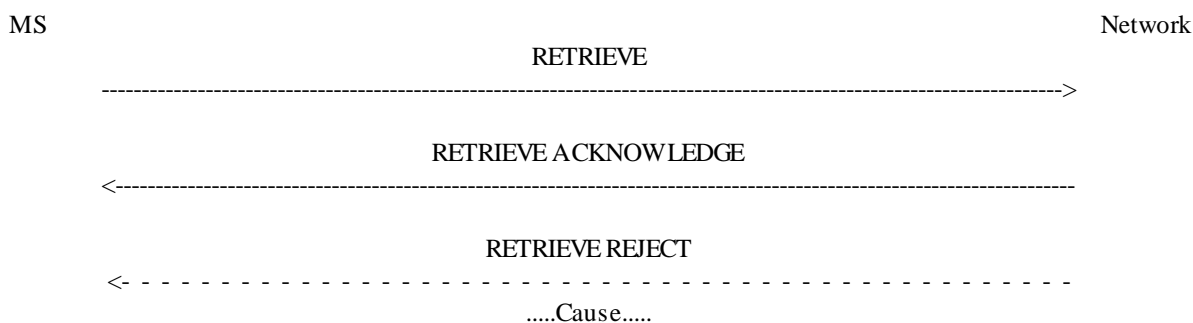 MS Network
RETRIEVE
------------------------------------------------------------------------------------------------------------------------>
RETRIEVE ACKNOWLEDGE
<------------------------------------------------------------------------------------------------------------------------
RETRIEVE REJECT
<- - - - - - - - - - - - - - - - - - - - - - - - - - - - - - - - - - - - - - - - - - - - - - - -
.....Cause.....